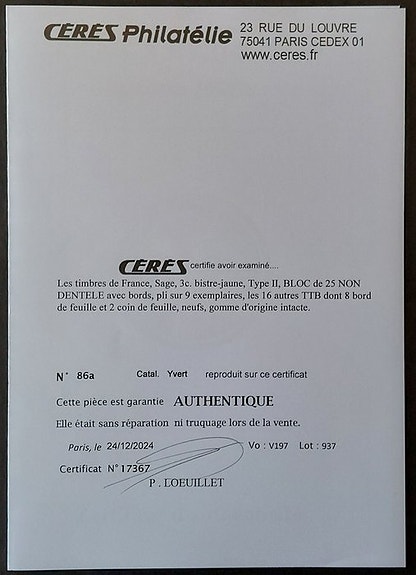 CÉRÈS Philatélie 23 RUE DU LOUVRE
75041 PARIS CEDEX 01
www.ceres.fr
CÉRÈS certifie avoir examiné....
Les timbres de France, Sage, 3c. bistre-jaune, Type II, BLOC de 25 NON
DENTELE avec bords, pli sur 9 exemplaires, les 16 autres TTB dont 8 bord
de feuille et 2 coin de feuille, neufs, gomme d'origine intacte.
N° 86a Catal. Yvert reproduit sur ce certificat
Cette pièce est garantie AUTHENTIQUE
Elle était sans réparation ni truquage lors de la vente.
Paris, le 24/12/2024 Vo : V197 Lot : 937
Certificat N°17367
P . LOEUILLET